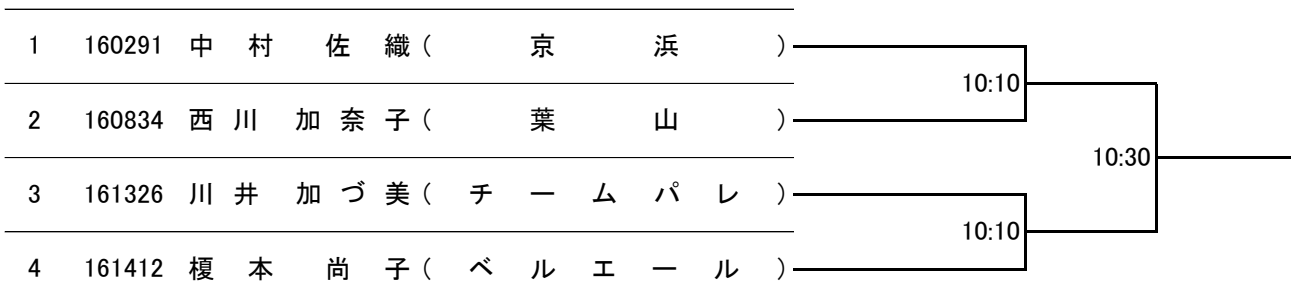 1 160291 中村 佐織 (京浜)
10:10
2 160834 西川 加奈子 (葉山)
10:30
3 161326 川井 加づ美 (チームパレ)
10:10
4 161412 榎本 尚子 (ベルエール)